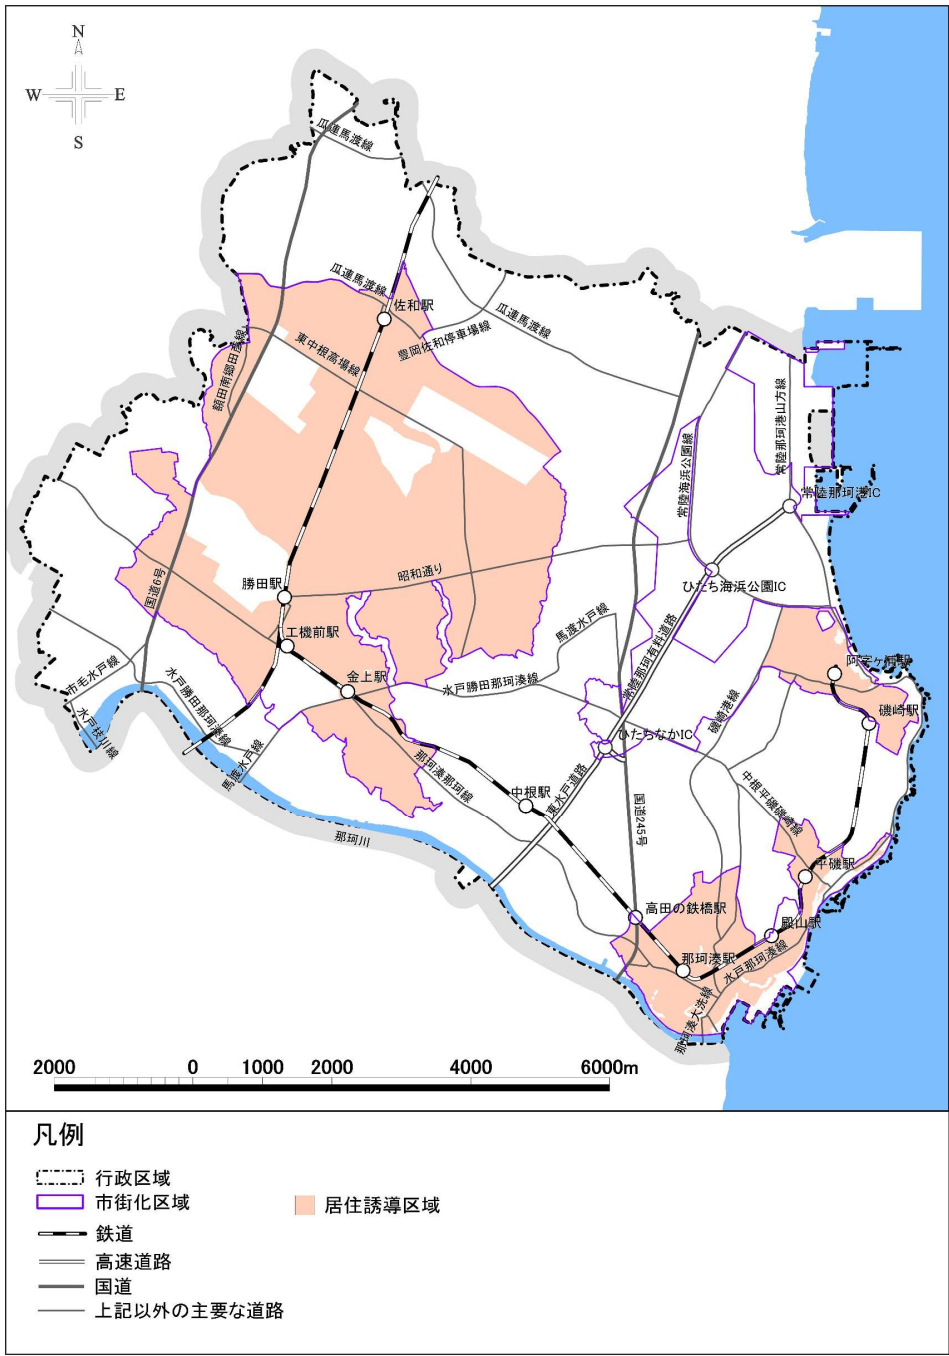 N
W E
S
瓜連馬渡線
瓜連馬渡線
佐和駅
瓜連馬渡線
豊岡佐和停車場線
東中根高場線
額田南郷田彦線
常陸那珂港山方線
常陸海浜公園線
常陸那珂港IC
国道6号
勝田駅
昭和通り
ひたち海浜公園IC
工機前駅
馬渡水戸線
常陸那珂有料道路
阿字ヶ浦駅
市毛水戸線
水戸勝田那珂湊線
金上駅
水戸勝田那珂湊線
磯崎港線
磯崎駅
水戸枝川線
馬渡水戸線
ひたちなかIC
那珂湊那珂線
中根駅
東水戸道路
国道245号
中根平磯磯崎線
那珂川
平磯駅
高田の鉄橋駅
殿山駅
那珂湊駅
水戸那珂湊線
那珂湊大洗線
2000 0 1000 2000 4000 6000m
凡例
行政区域
市街化区域
居住誘導区域
鉄道
高速道路
国道
上記以外の主要な道路